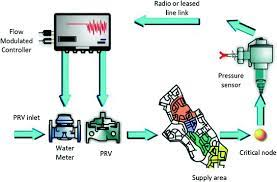 Radio or leased
line link
Flow
Modulated
Controller
Pressure
sensor
PRV inlet
Water
Meter
PRV
Supply area
Critical node